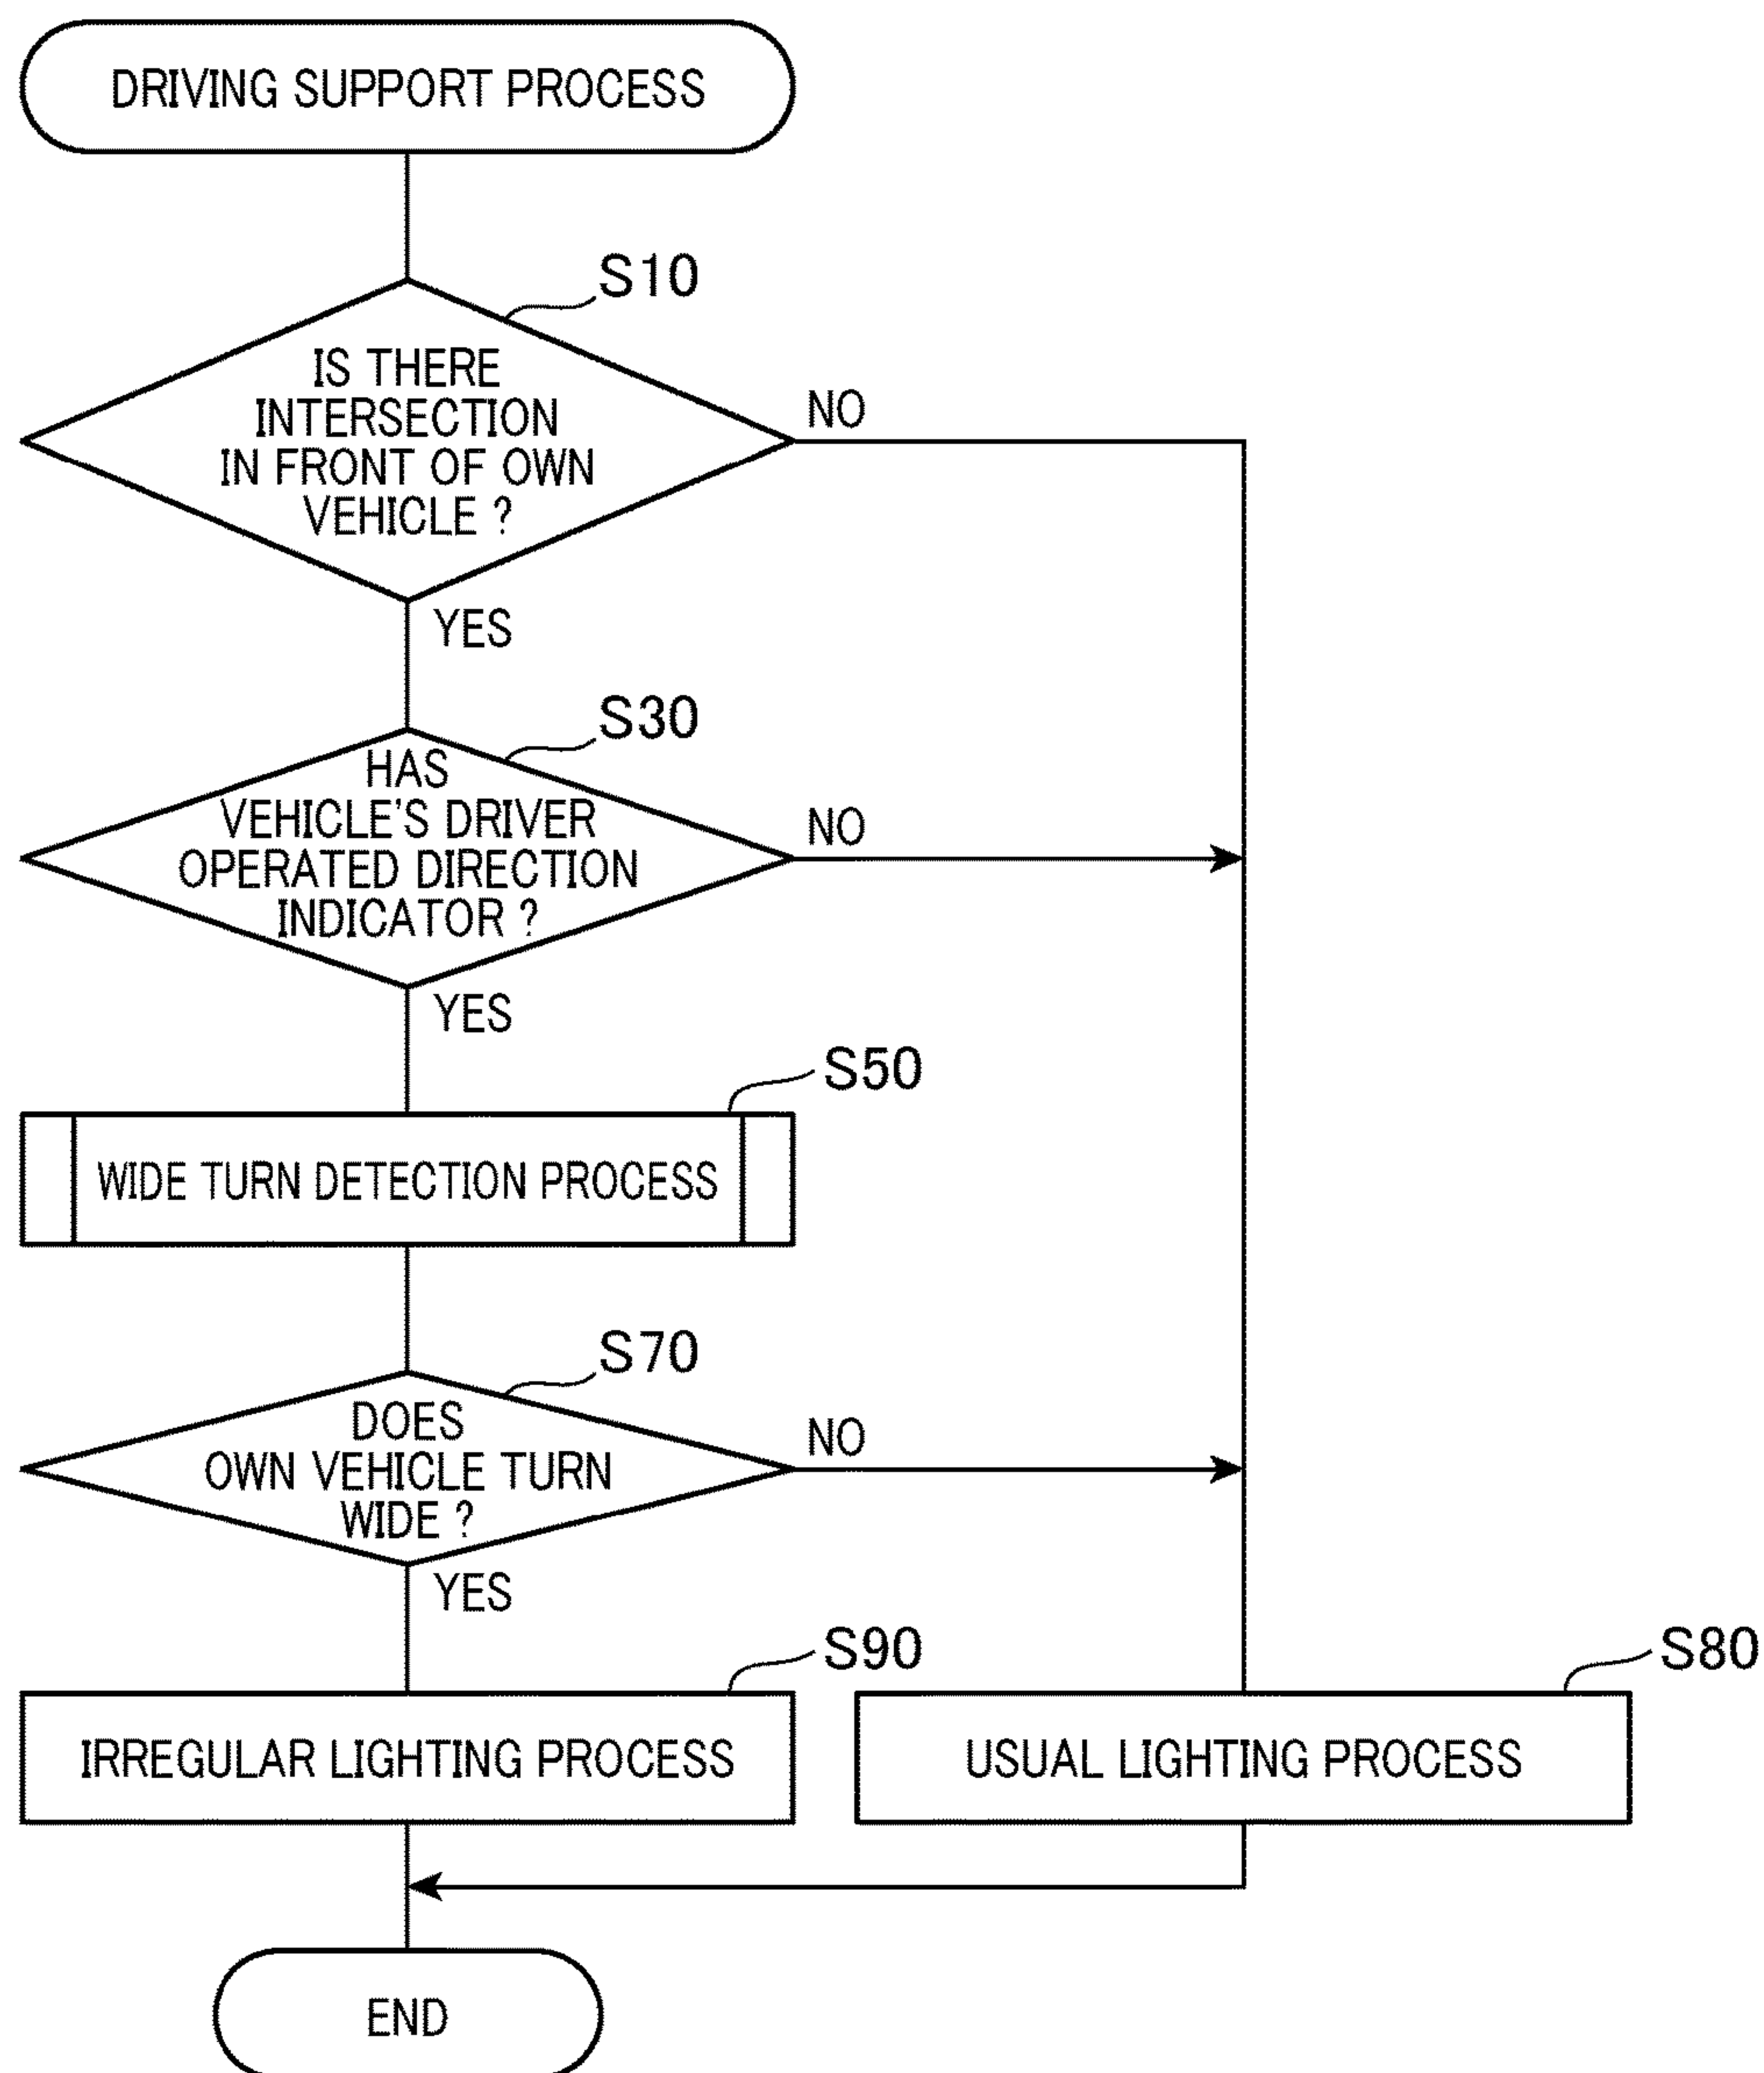 DRIVING SUPPORT PROCESS
S10
IS THERE
INTERSECTION
IN FRONT OF OWN
VEHICLE ?
NO
YES
S30
HAS
VEHICLE'S DRIVER
OPERATED DIRECTION
INDICATOR ?
NO
YES
S50
WIDE TURN DETECTION PROCESS
S70
DOES
OWN VEHICLE TURN
WIDE ?
NO
YES
S90
IRREGULAR LIGHTING PROCESS
S80
USUAL LIGHTING PROCESS
END